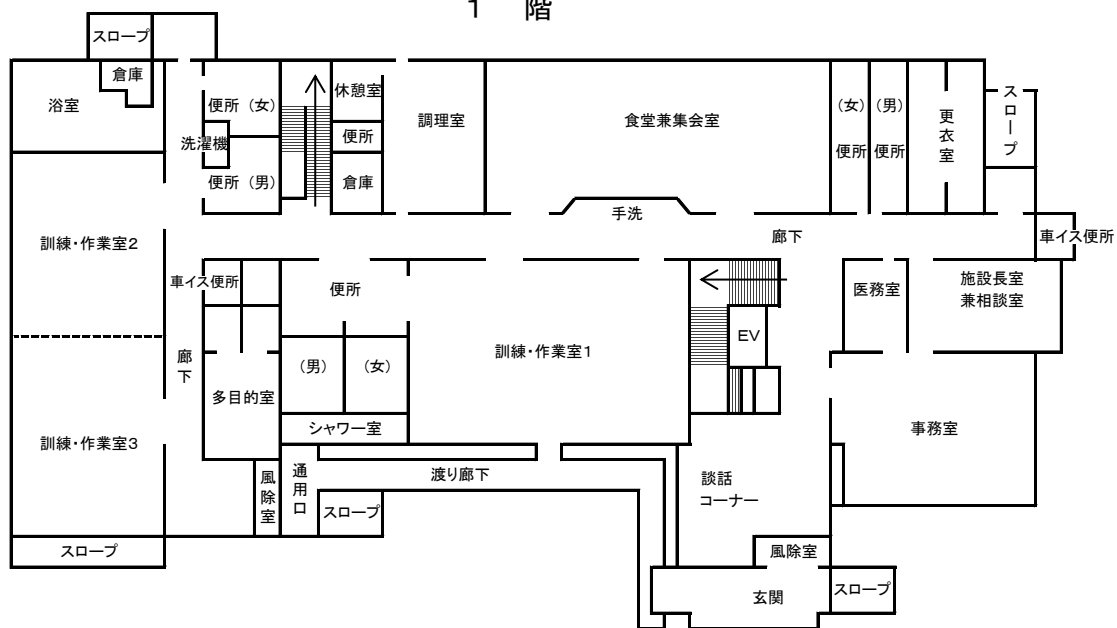 1 階
スロープ
倉庫
浴室
便所(女)
洗濯機
便所(男)
休憩室
便所
倉庫
調理室
食堂兼集会室
(女)便所
(男)便所
更衣室
スロープ
手洗
廊下
車イス便所
訓練・作業室2
車イス便所
便所
医務室
施設長室
兼相談室
EV
訓練・作業室1
廊下
(男)
(女)
多目的室
シャワー室
訓練・作業室3
事務室
風除室
通用口
渡り廊下
談話
コーナー
スロープ
スロープ
風除室
玄関
スロープ